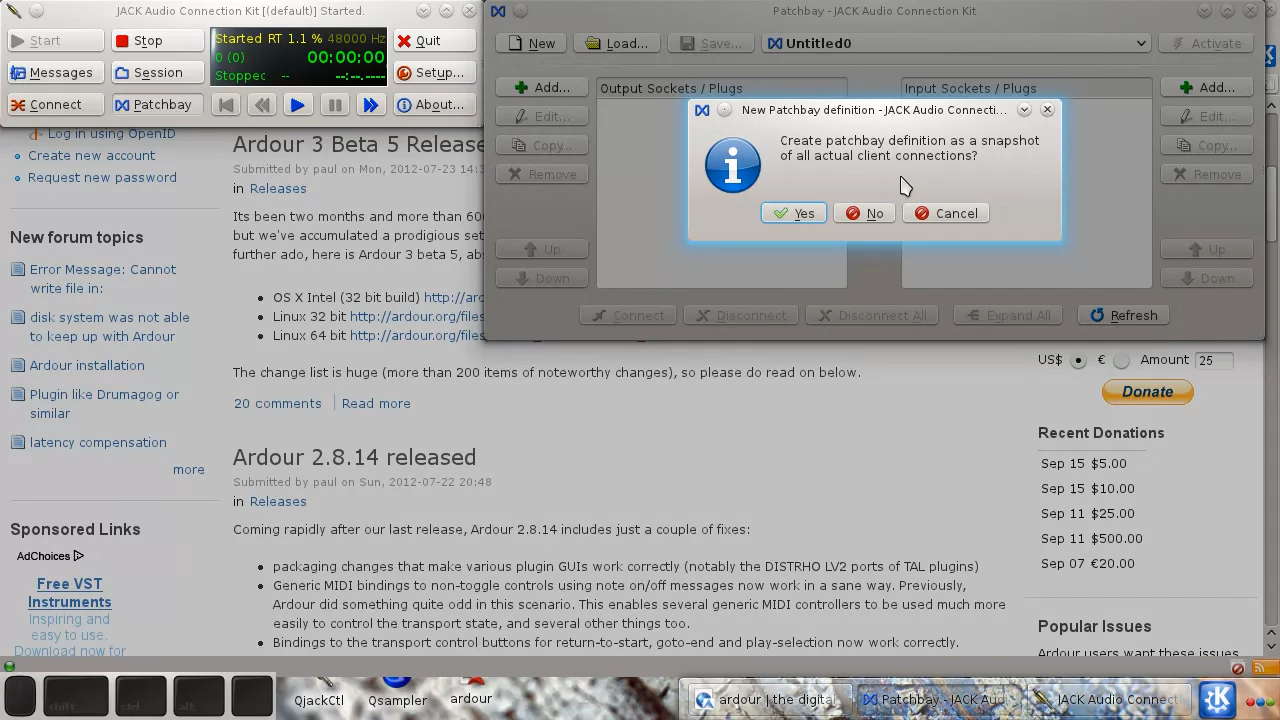 JACK Audio Connection Kit [(default)] Started.
Start
Stop
Started RT 1.1 % 48000 Hz
0 (0) 00:00:00
Stopped -- --:--.----
Quit
Messages
Session
Setup...
Connect
Patchbay
About...
Patchbay - JACK Audio Connection Kit
New
Load...
Save...
Untitled0
Activate
Add...
Output Sockets / Plugs
Input Sockets / Plugs
Add...
Edit...
Edit...
Copy...
Copy...
Remove
Remove
Up
Up
Down
Down
Connect
Disconnect
Disconnect All
Expand All
Refresh
New Patchbay definition - JACK Audio Connecti...
Create patchbay definition as a snapshot
of all actual client connections?
Yes
No
Cancel
Log in using OpenID
Create new account
Request new password
New forum topics
Error Message: Cannot
write file in:
disk system was not able
to keep up with Ardour
Ardour installation
Plugin like Drumagog or
similar
latency compensation
more
Sponsored Links
AdChoices
Free VST
Instruments
Inspiring and
easy to use.
Download now for
Ardour 3 Beta 5 Release
Submitted by paul on Mon, 2012-07-23 14:3
in Releases
Its been two months and more than 600
but we've accumulated a prodigious set
further ado, here is Ardour 3 beta 5, abs
OS X Intel (32 bit build) http://ard
Linux 32 bit http://ardour.org/files
Linux 64 bit http://ardour.org/files
The change list is huge (more than 200 items of noteworthy changes), so please do read on below.
20 comments
Read more
Ardour 2.8.14 released
Submitted by paul on Sun, 2012-07-22 20:48
in Releases
Coming rapidly after our last release, Ardour 2.8.14 includes just a couple of fixes:
packaging changes that make various plugin GUIs work correctly (notably the DISTRHO LV2 ports of TAL plugins)
Generic MIDI bindings to non-toggle controls using note on/off messages now work in a sane way. Previously,
Ardour did something quite odd in this scenario. This enables several generic MIDI controllers to be used much more
easily to control the transport state, and several other things too.
Bindings to the transport control buttons for return-to-start, goto-end and play-selection now work correctly.
US$ € Amount 25
Donate
Recent Donations
Sep 15 $5.00
Sep 15 $10.00
Sep 11 $25.00
Sep 11 $500.00
Sep 07 €20.00
Popular Issues
Ardour users want these issues
shift
ctrl
alt
QjackCtl
Qsampler
ardour
ardour | the digital
Patchbay - JACK Aud
JACK Audio Connect